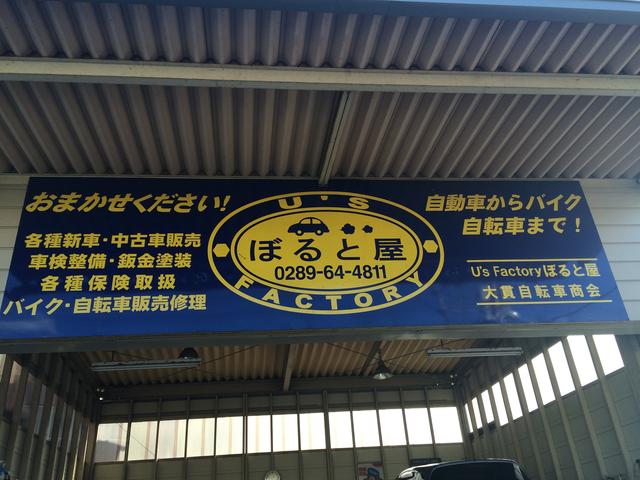 おまかせください!
各種新車・中古車販売
車検整備・鈑金塗装
各種保険取扱
バイク・自転車販売修理
U'S
ぼると屋
0289-64-4811
FACTORY
自動車からバイク
自転車まで!
U's Factoryぼると屋
大貫自転車商会